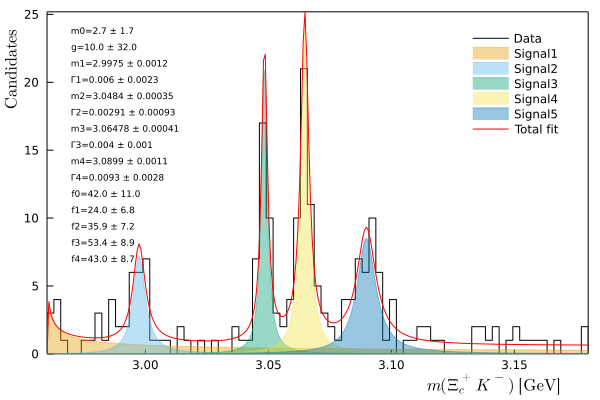 Candidates
25
20
15
10
5
0
m0=2.7 ± 1.7
g=10.0 ± 32.0
m1=2.9975 ± 0.0012
Γ1=0.006 ± 0.0023
m2=3.0484 ± 0.00035
Γ2=0.00291 ± 0.00093
m3=3.06478 ± 0.00041
Γ3=0.004 ± 0.001
m4=3.0899 ± 0.0011
Γ4=0.0093 ± 0.0028
f0=42.0 ± 11.0
f1=24.0 ± 6.8
f2=35.9 ± 7.2
f3=53.4 ± 8.9
f4=43.0 ± 8.7
Data
Signal1
Signal2
Signal3
Signal4
Signal5
Total fit
3.00
3.05
3.10
3.15
m(Ξc+ K−) [GeV]